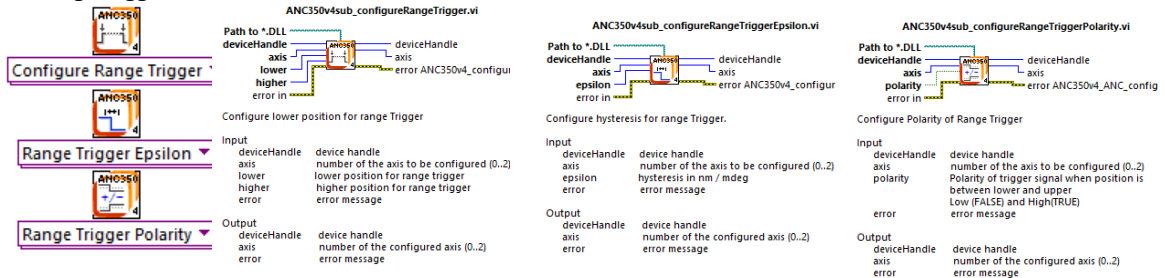 ANC350
4
Configure Range Trigger
ANC350
4
Range Trigger Epsilon
ANC350
+/-
4
Range Trigger Polarity
ANC350v4sub_configureRangeTrigger.vi
Path to *.DLL
deviceHandle
axis
lower
higher
error in
ANC350
4
deviceHandle
axis
error ANC350v4_configur
Configure lower position for range Trigger
Input
deviceHandle device handle
axis number of the axis to be configured (0..2)
lower lower position for range trigger
higher higher position for range trigger
error error message
Output
deviceHandle device handle
axis number of the configured axis (0..2)
error error message
ANC350v4sub_configureRangeTriggerEpsilon.vi
Path to *.DLL
deviceHandle
axis
epsilon
error in
ANC350
4
deviceHandle
axis
error ANC350v4_configur
Configure hysteresis for range Trigger.
Input
deviceHandle device handle
axis number of the axis to be configured (0..2)
epsilon hysteresis in nm / mdeg
error error message
Output
deviceHandle device handle
axis number of the configured axis (0..2)
error error message
ANC350v4sub_configureRangeTriggerPolarity.vi
Path to *.DLL
deviceHandle
axis
polarity
error in
ANC350
+/-
4
deviceHandle
axis
error ANC350v4_ANC_config
Configure Polarity of Range Trigger
Input
deviceHandle device handle
axis number of the axis to be configured (0..2)
polarity Polarity of trigger signal when position is
between lower and upper
Low (FALSE) and High(TRUE)
error error message
Output
deviceHandle device handle
axis number of the configured axis (0..2)
error error message